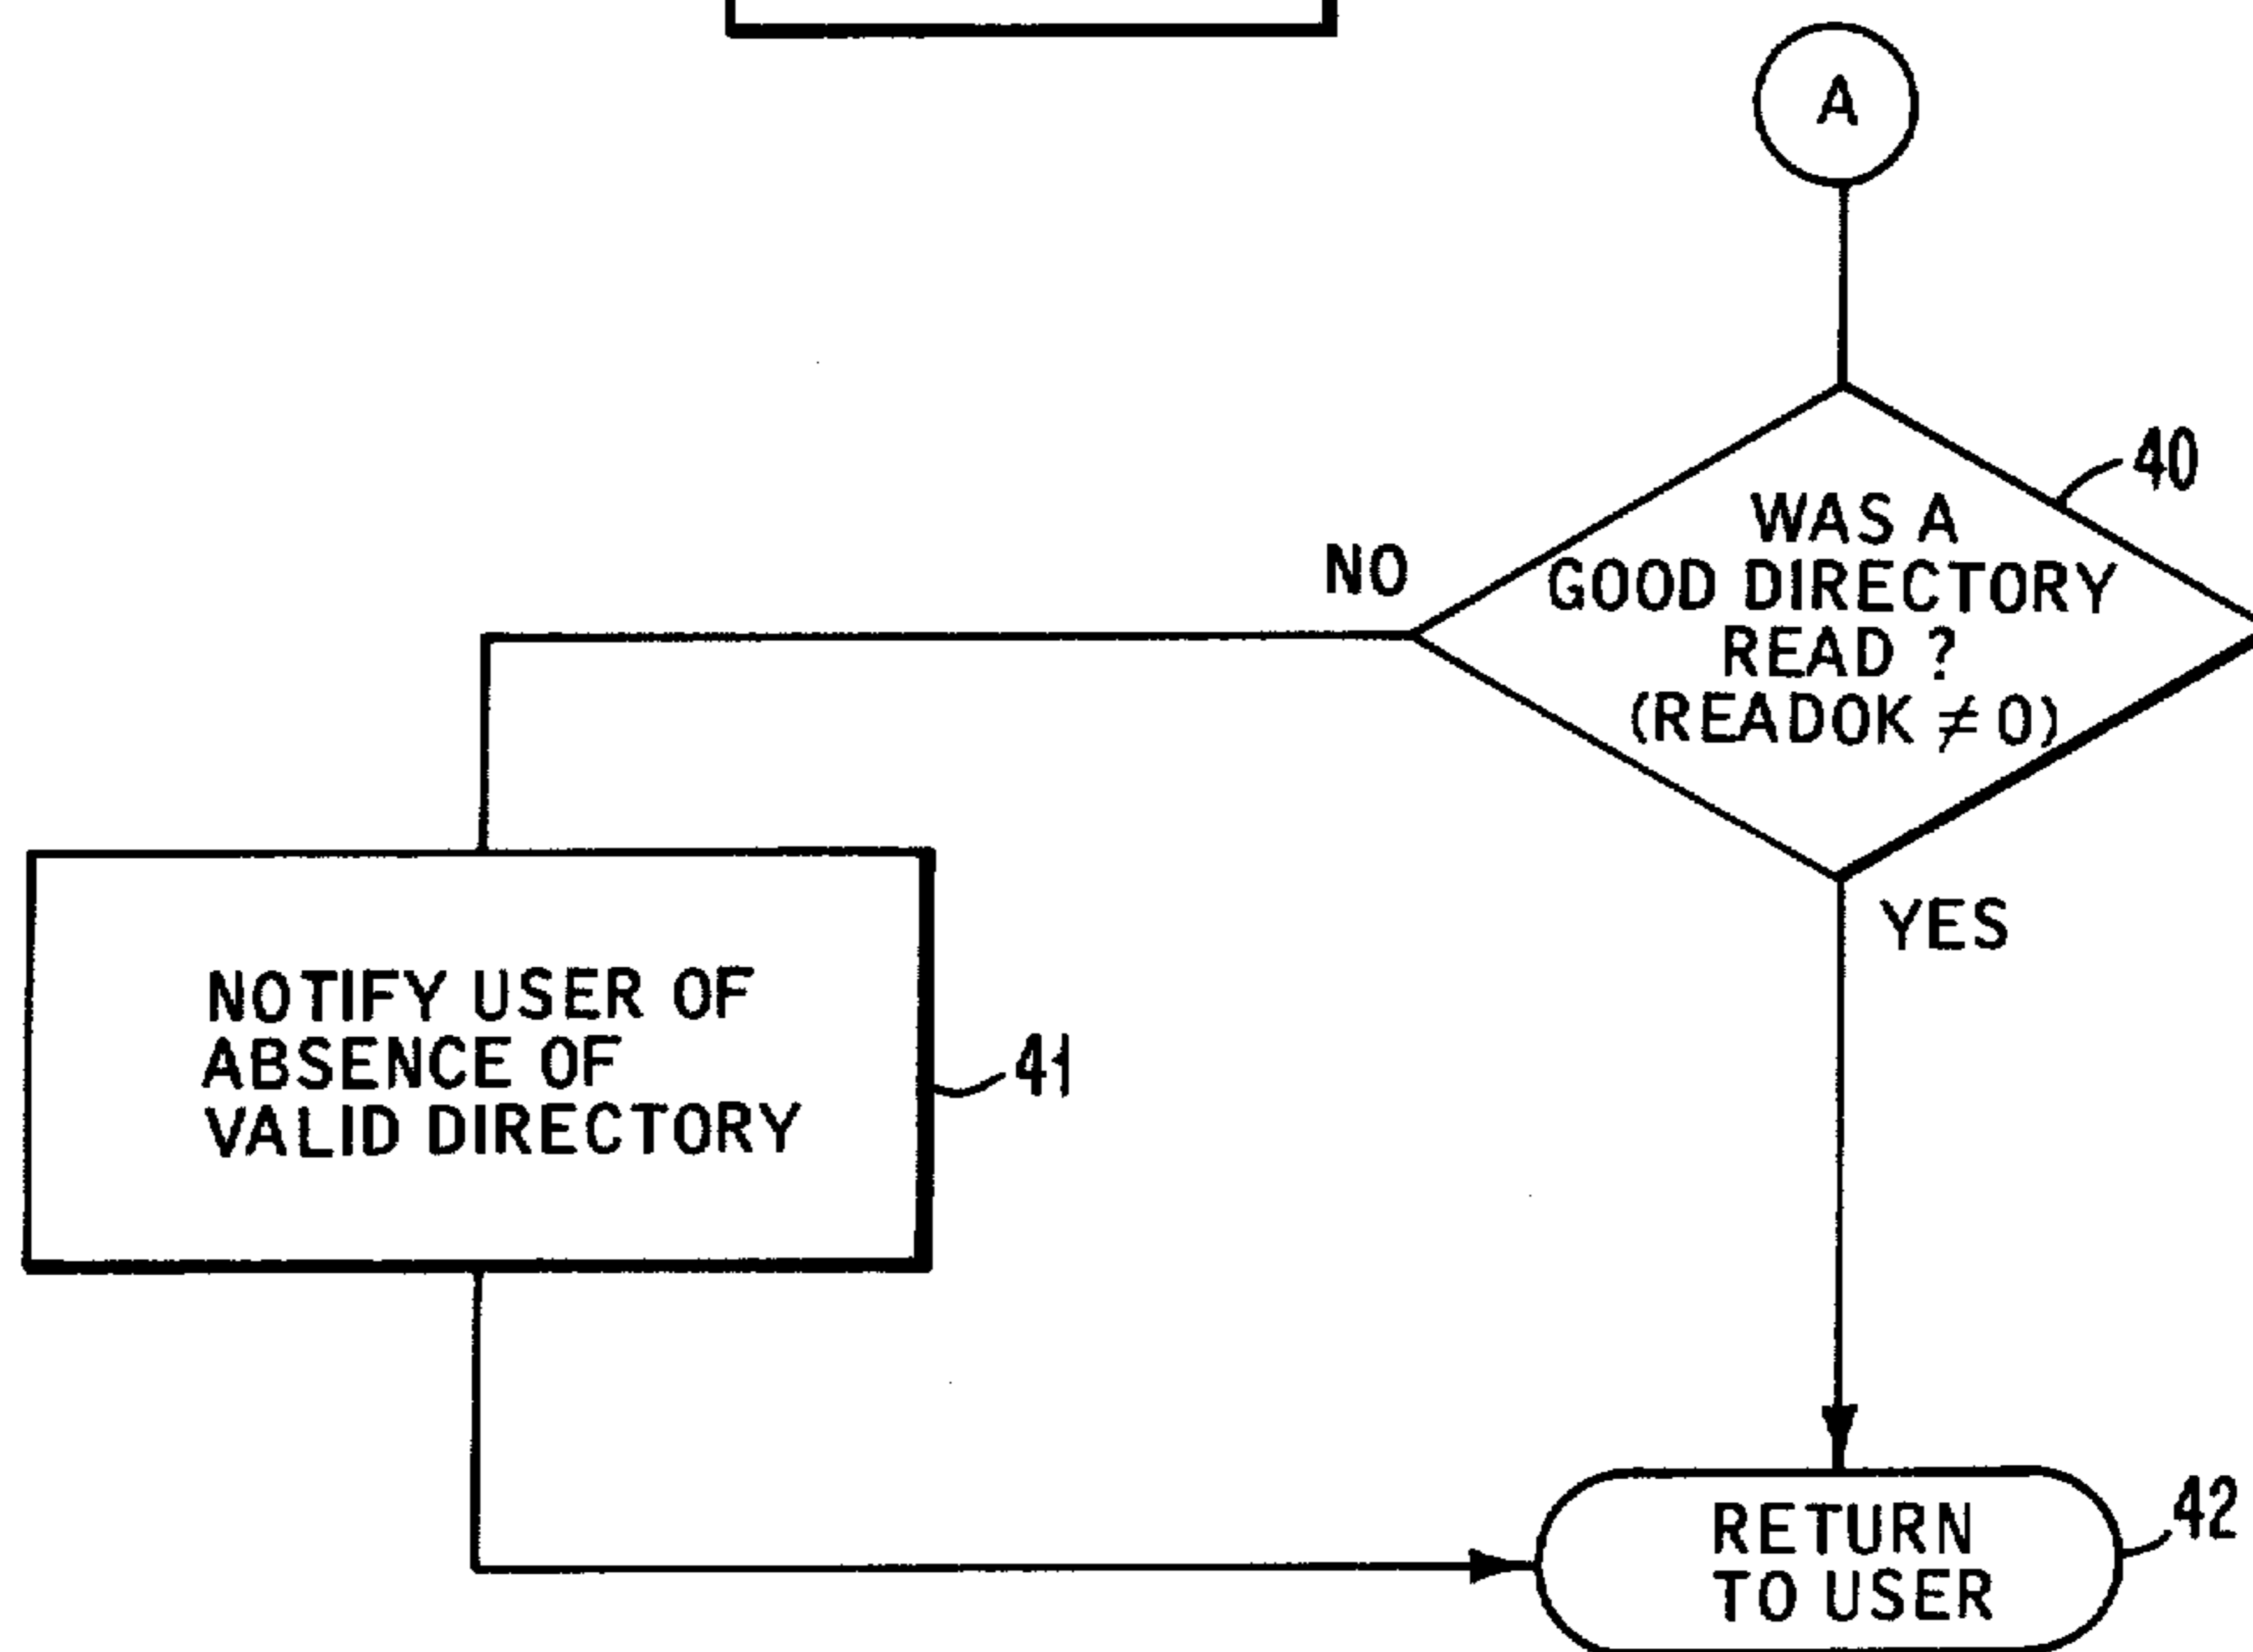 A
40
WAS A
GOOD DIRECTORY
READ ?
(READOK ≠ 0)
NO
YES
NOTIFY USER OF
ABSENCE OF
VALID DIRECTORY
41
RETURN
TO USER
42